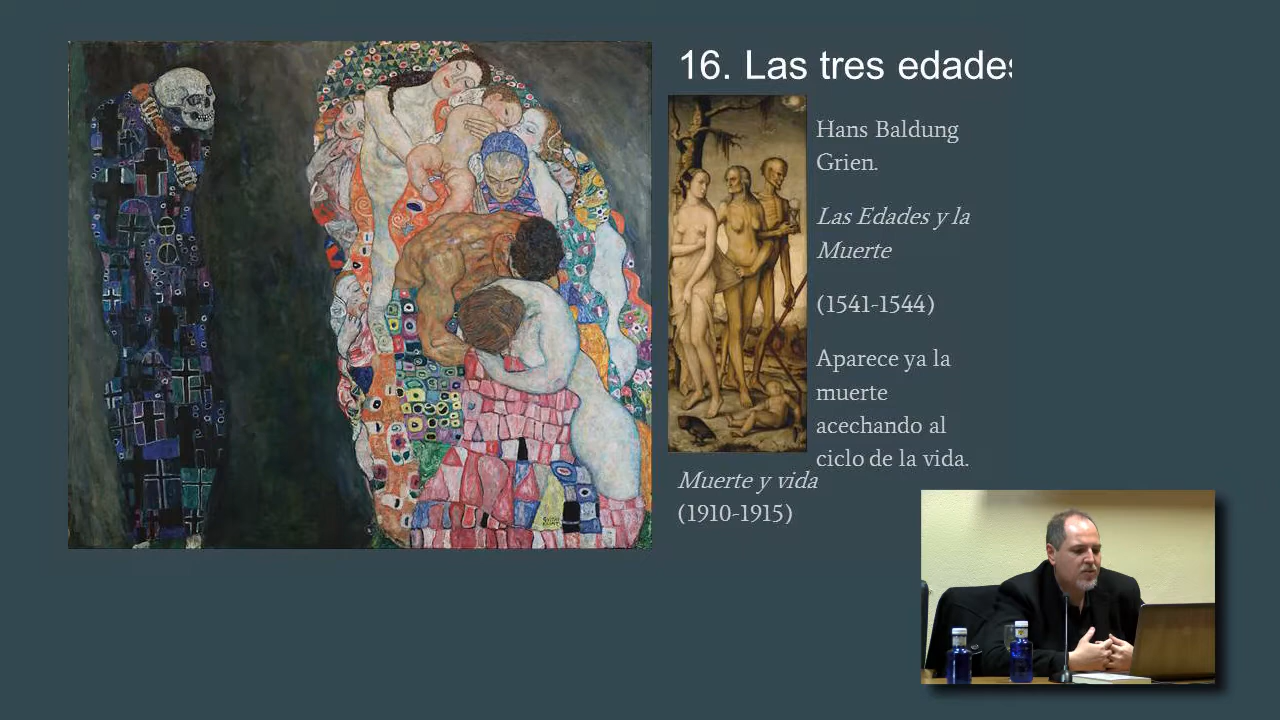 16. Las tres edades
Hans Baldung
Grien.
Las Edades y la
Muerte
(1541-1544)
Aparece ya la
muerte
acechando al
ciclo de la vida.
Muerte y vida
(1910-1915)